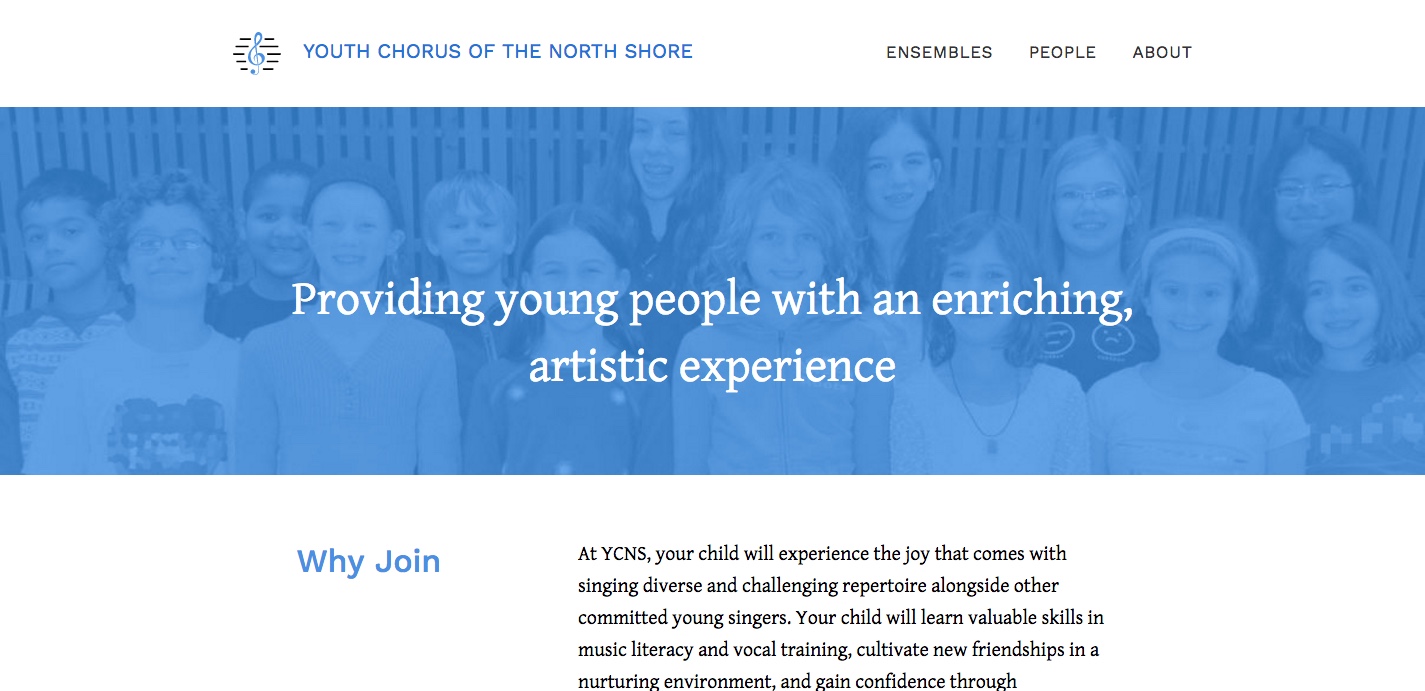 YOUTH CHORUS OF THE NORTH SHORE
ENSEMBLES PEOPLE ABOUT
Providing young people with an enriching,
artistic experience
Why Join
At YCNS, your child will experience the joy that comes with
singing diverse and challenging repertoire alongside other
committed young singers. Your child will learn valuable skills in
music literacy and vocal training, cultivate new friendships in a
nurturing environment, and gain confidence through